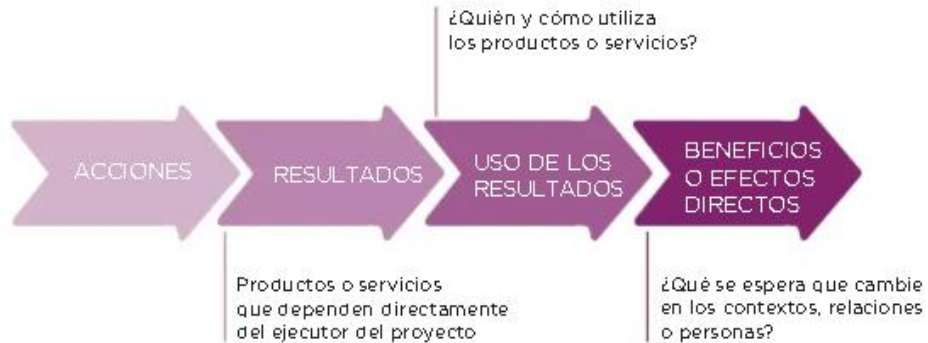 ¿Quién y cómo utiliza
los productos o servicios?
ACCIONES
RESULTADOS
USO DE LOS
RESULTADOS
BENEFICIOS
O EFECTOS
DIRECTOS
Productos o servicios
que dependen directamente
del ejecutor del proyecto
¿Qué se espera que cambie
en los contextos, relaciones
o personas?